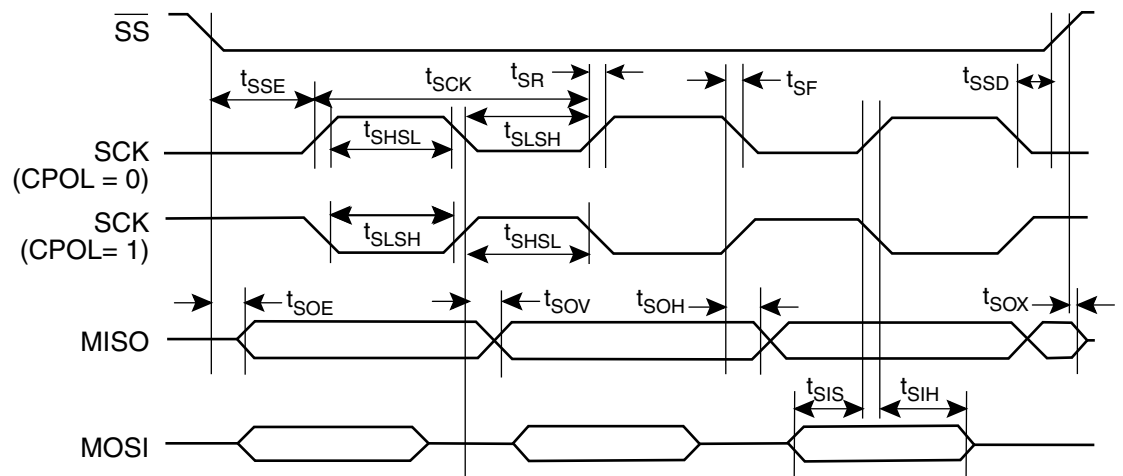 SS
tSSE
tSCK
tSR
tSF
tSSD
SCK
(CPOL = 0)
tSHSL
tSLSH
SCK
(CPOL= 1)
tSLSH
tSHSL
tSOE
tSOV
tSOH
tSOX
MISO
tSIS
tSIH
MOSI